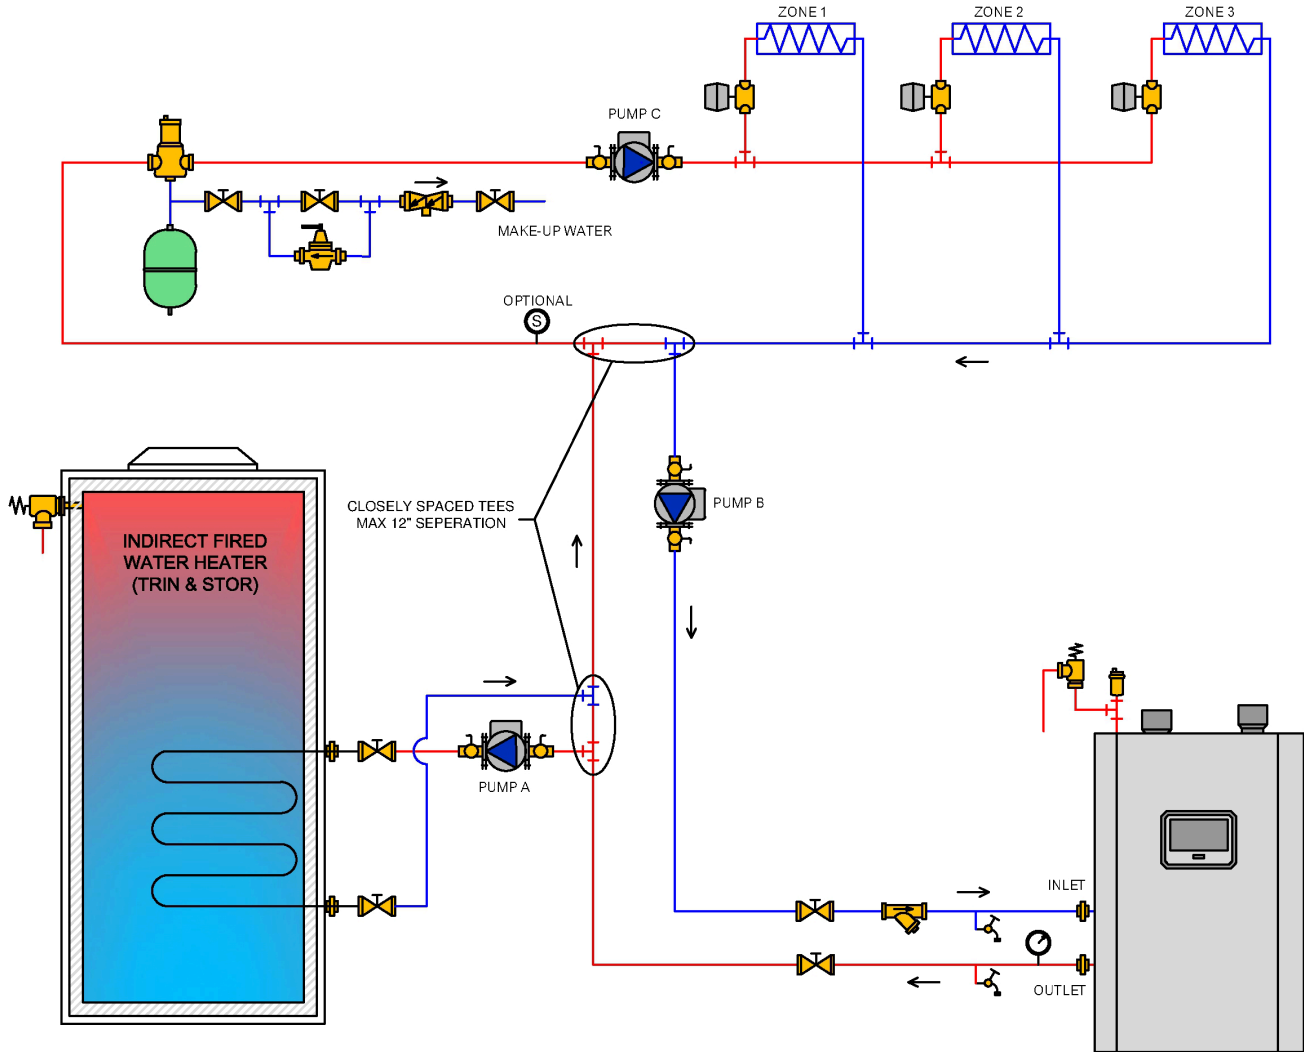 ZONE 1
ZONE 2
ZONE 3
PUMP C
MAKE-UP WATER
OPTIONAL
S
CLOSELY SPACED TEES
MAX 12" SEPERATION
PUMP B
INDIRECT FIRED
WATER HEATER
(TRIN & STOR)
PUMP A
INLET
OUTLET